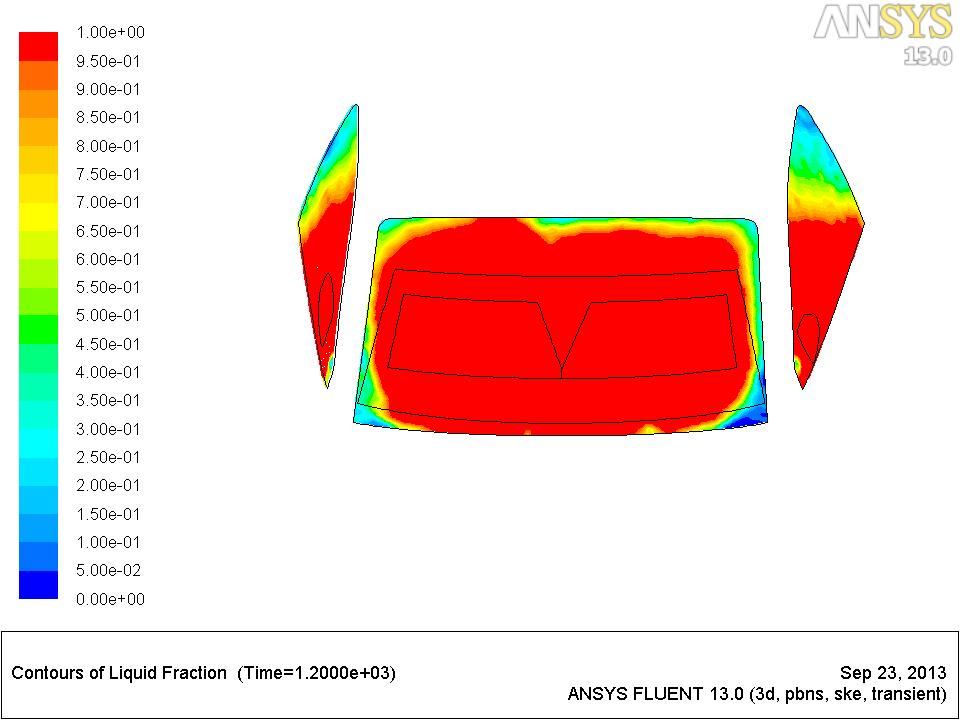 ANSYS
13.0
1.00e+00
9.50e-01
9.00e-01
8.50e-01
8.00e-01
7.50e-01
7.00e-01
6.50e-01
6.00e-01
5.50e-01
5.00e-01
4.50e-01
4.00e-01
3.50e-01
3.00e-01
2.50e-01
2.00e-01
1.50e-01
1.00e-01
5.00e-02
0.00e+00
Contours of Liquid Fraction (Time=1.2000e+03)
Sep 23, 2013
ANSYS FLUENT 13.0 (3d, pbns, ske, transient)